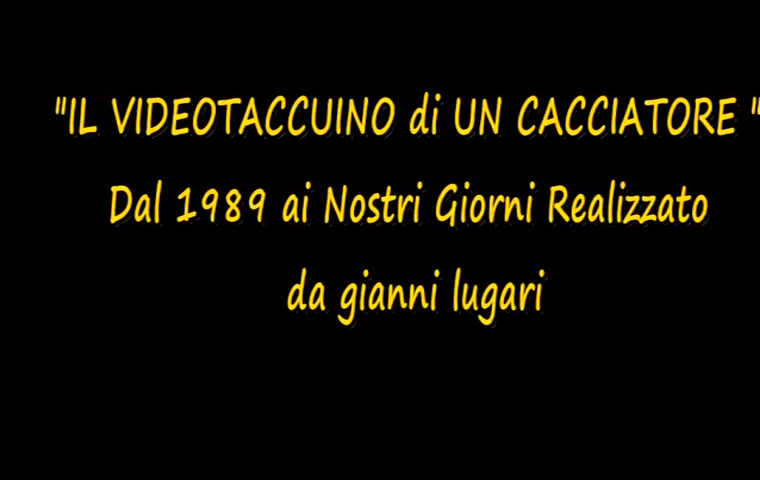 "IL VIDEOTACCUINO di UN CACCIATORE "
Dal 1989 ai Nostri Giorni Realizzato
da gianni lugari